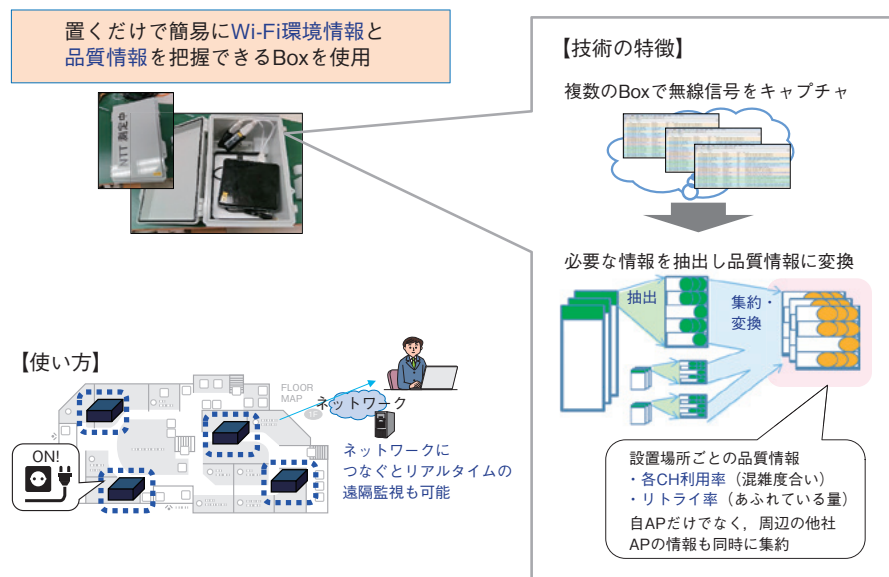 置くだけで簡易にWi-Fi環境情報と
品質情報を把握できるBoxを使用
NTT 測定中
【使い方】
FLOOR
MAP
ネットワーク
ON!
ネットワークに
つなぐとリアルタイムの
遠隔監視も可能
【技術の特徴】
複数のBoxで無線信号をキャプチャ
必要な情報を抽出し品質情報に変換
抽出
集約・
変換
設置場所ごとの品質情報
・各CH利用率（混雑度合い）
・リトライ率（あふれている量）
自APだけでなく，周辺の他社
APの情報も同時に集約